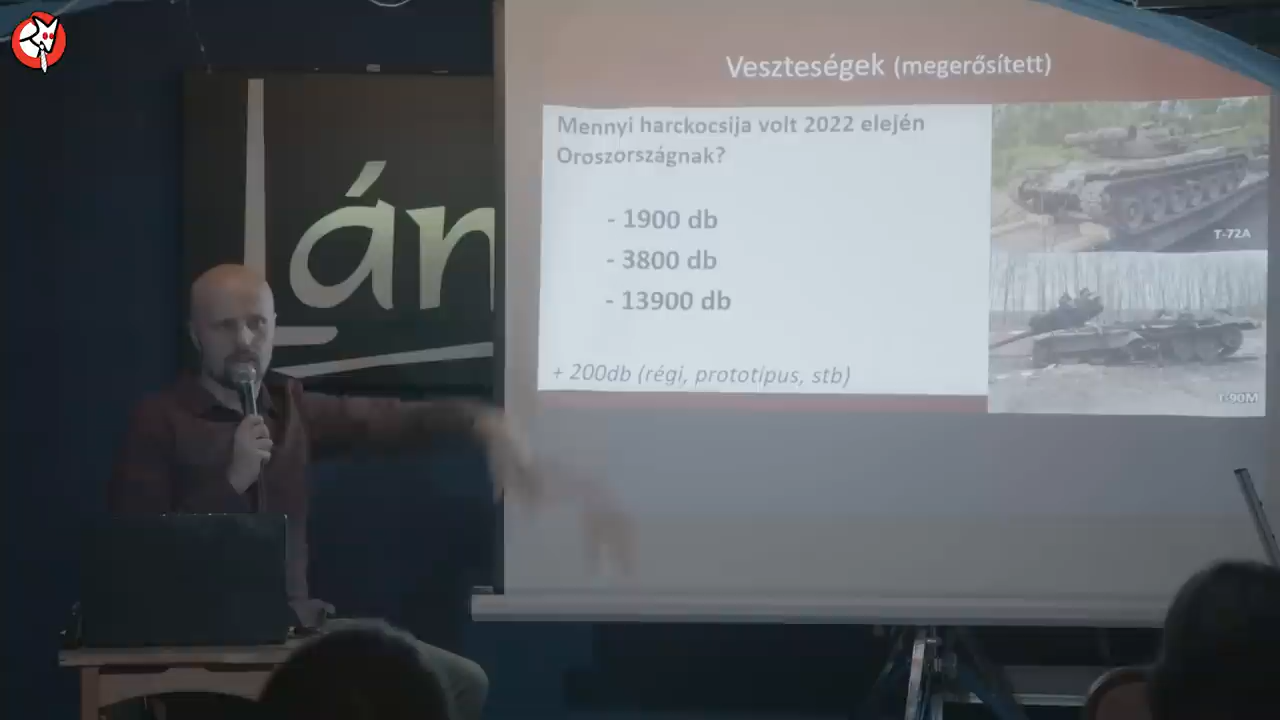 Veszteségek (megerősített)
Mennyi harckocsija volt 2022 elején
Oroszországnak?
- 1900 db
- 3800 db
- 13900 db
+ 200db (régi, prototípus, stb)
T-72A
T-90M
án